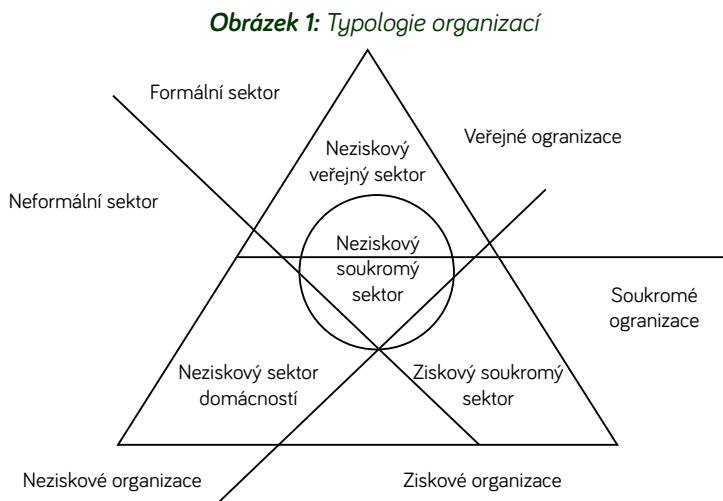 Obrázek 1: Typologie organizací
Formální sektor
Veřejné ogranizace
Neziskový
veřejný sektor
Neformální sektor
Neziskový
soukromý
sektor
Soukromé
ogranizace
Neziskový sektor
domácností
Ziskový soukromý
sektor
Neziskové organizace
Ziskové organizace